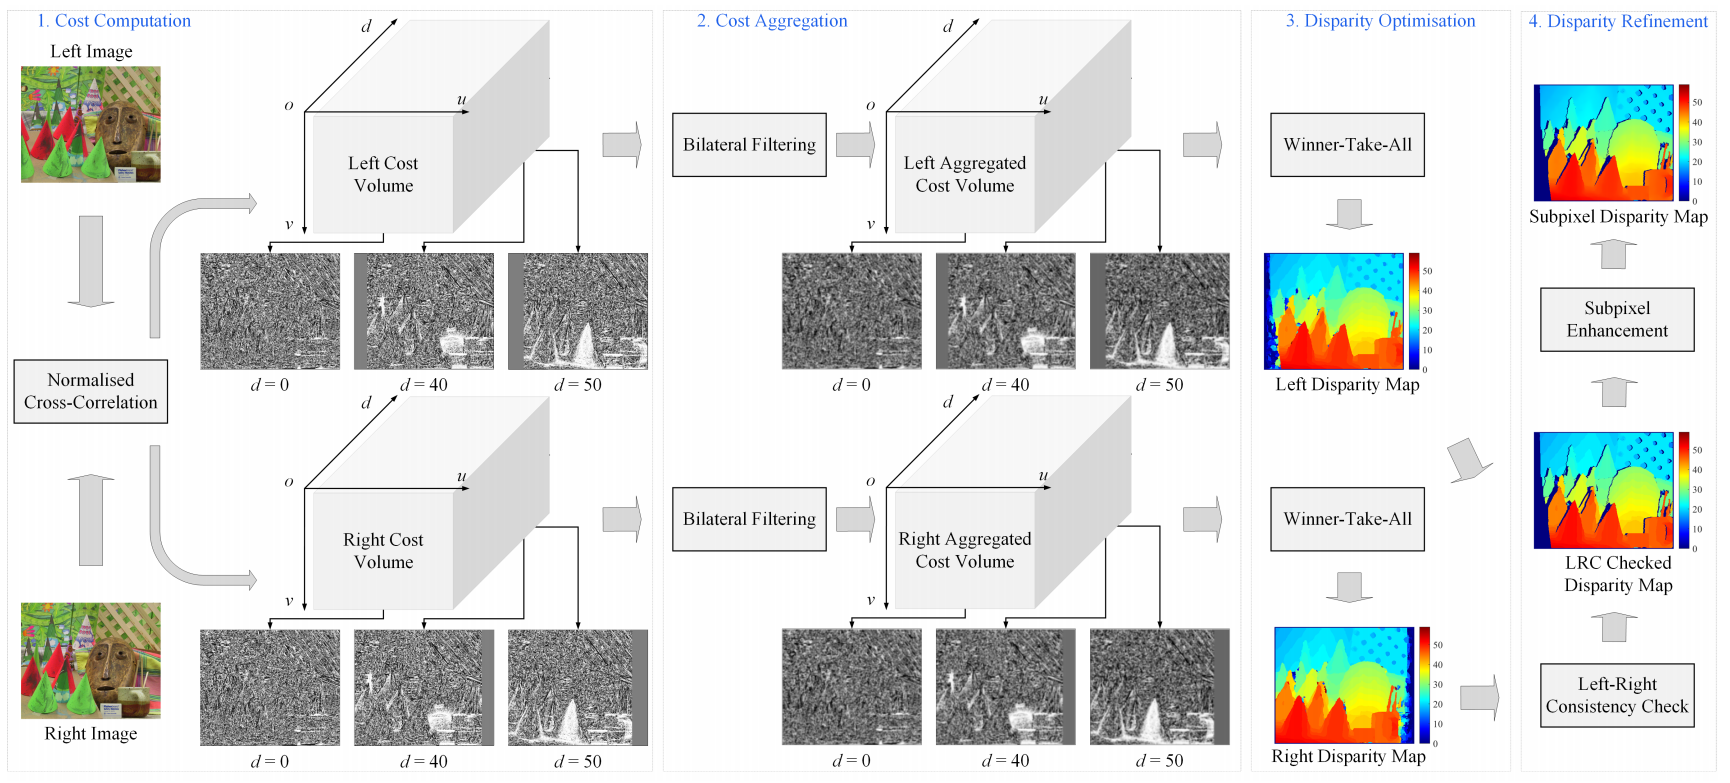 1. Cost Computation
Left Image
Normalised
Cross-Correlation
Right Image
d
o
u
v
Left Cost
Volume
d = 0
d = 40
d = 50
d
o
u
v
Right Cost
Volume
d = 0
d = 40
d = 50
2. Cost Aggregation
Bilateral Filtering
d
o
u
v
Left Aggregated
Cost Volume
d = 0
d = 40
d = 50
Bilateral Filtering
d
o
u
v
Right Aggregated
Cost Volume
d = 0
d = 40
d = 50
3. Disparity Optimisation
Winner-Take-All
50
40
30
20
10
0
Left Disparity Map
Winner-Take-All
50
40
30
20
10
0
Right Disparity Map
4. Disparity Refinement
50
40
30
20
10
0
Subpixel Disparity Map
Subpixel
Enhancement
50
40
30
20
10
0
LRC Checked
Disparity Map
Left-Right
Consistency Check